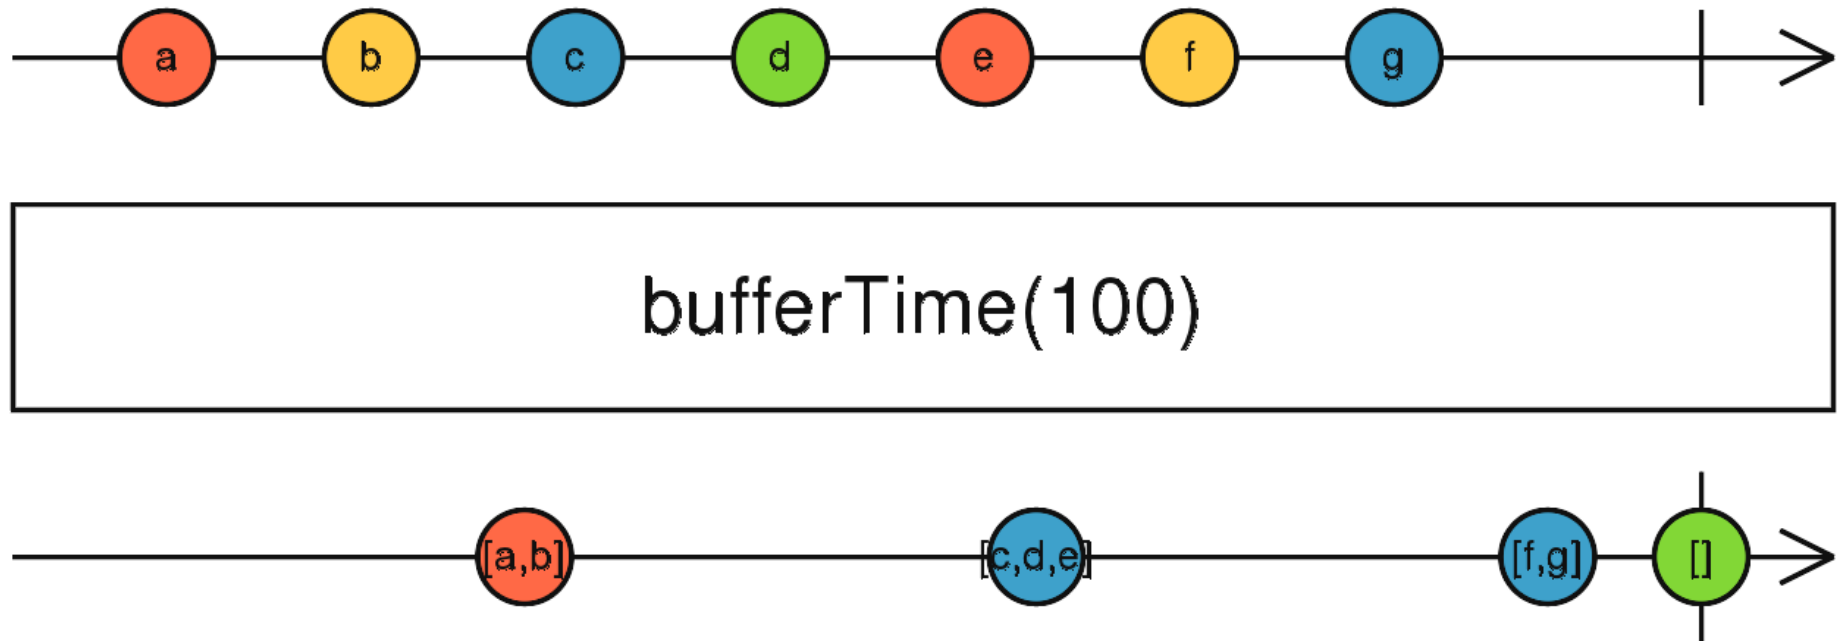 a b c d e f g
bufferTime(100)
[a,b] [c,d,e] [f,g] []